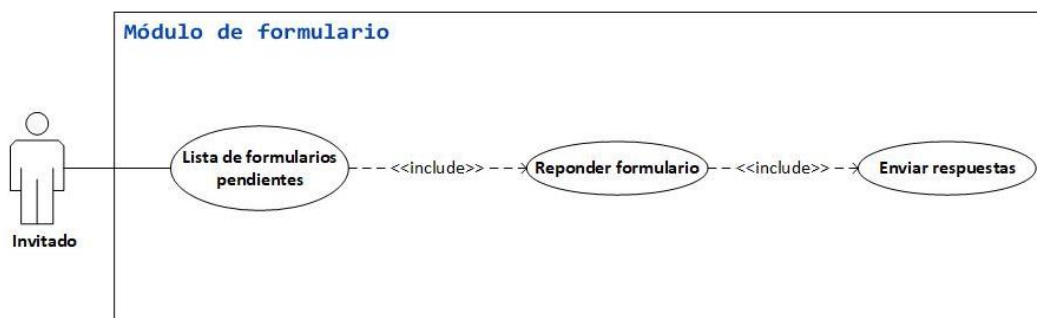 Módulo de formulario
Lista de formularios
pendientes
<<include>>
Reponder formulario
<<include>>
Enviar respuestas
Invitado